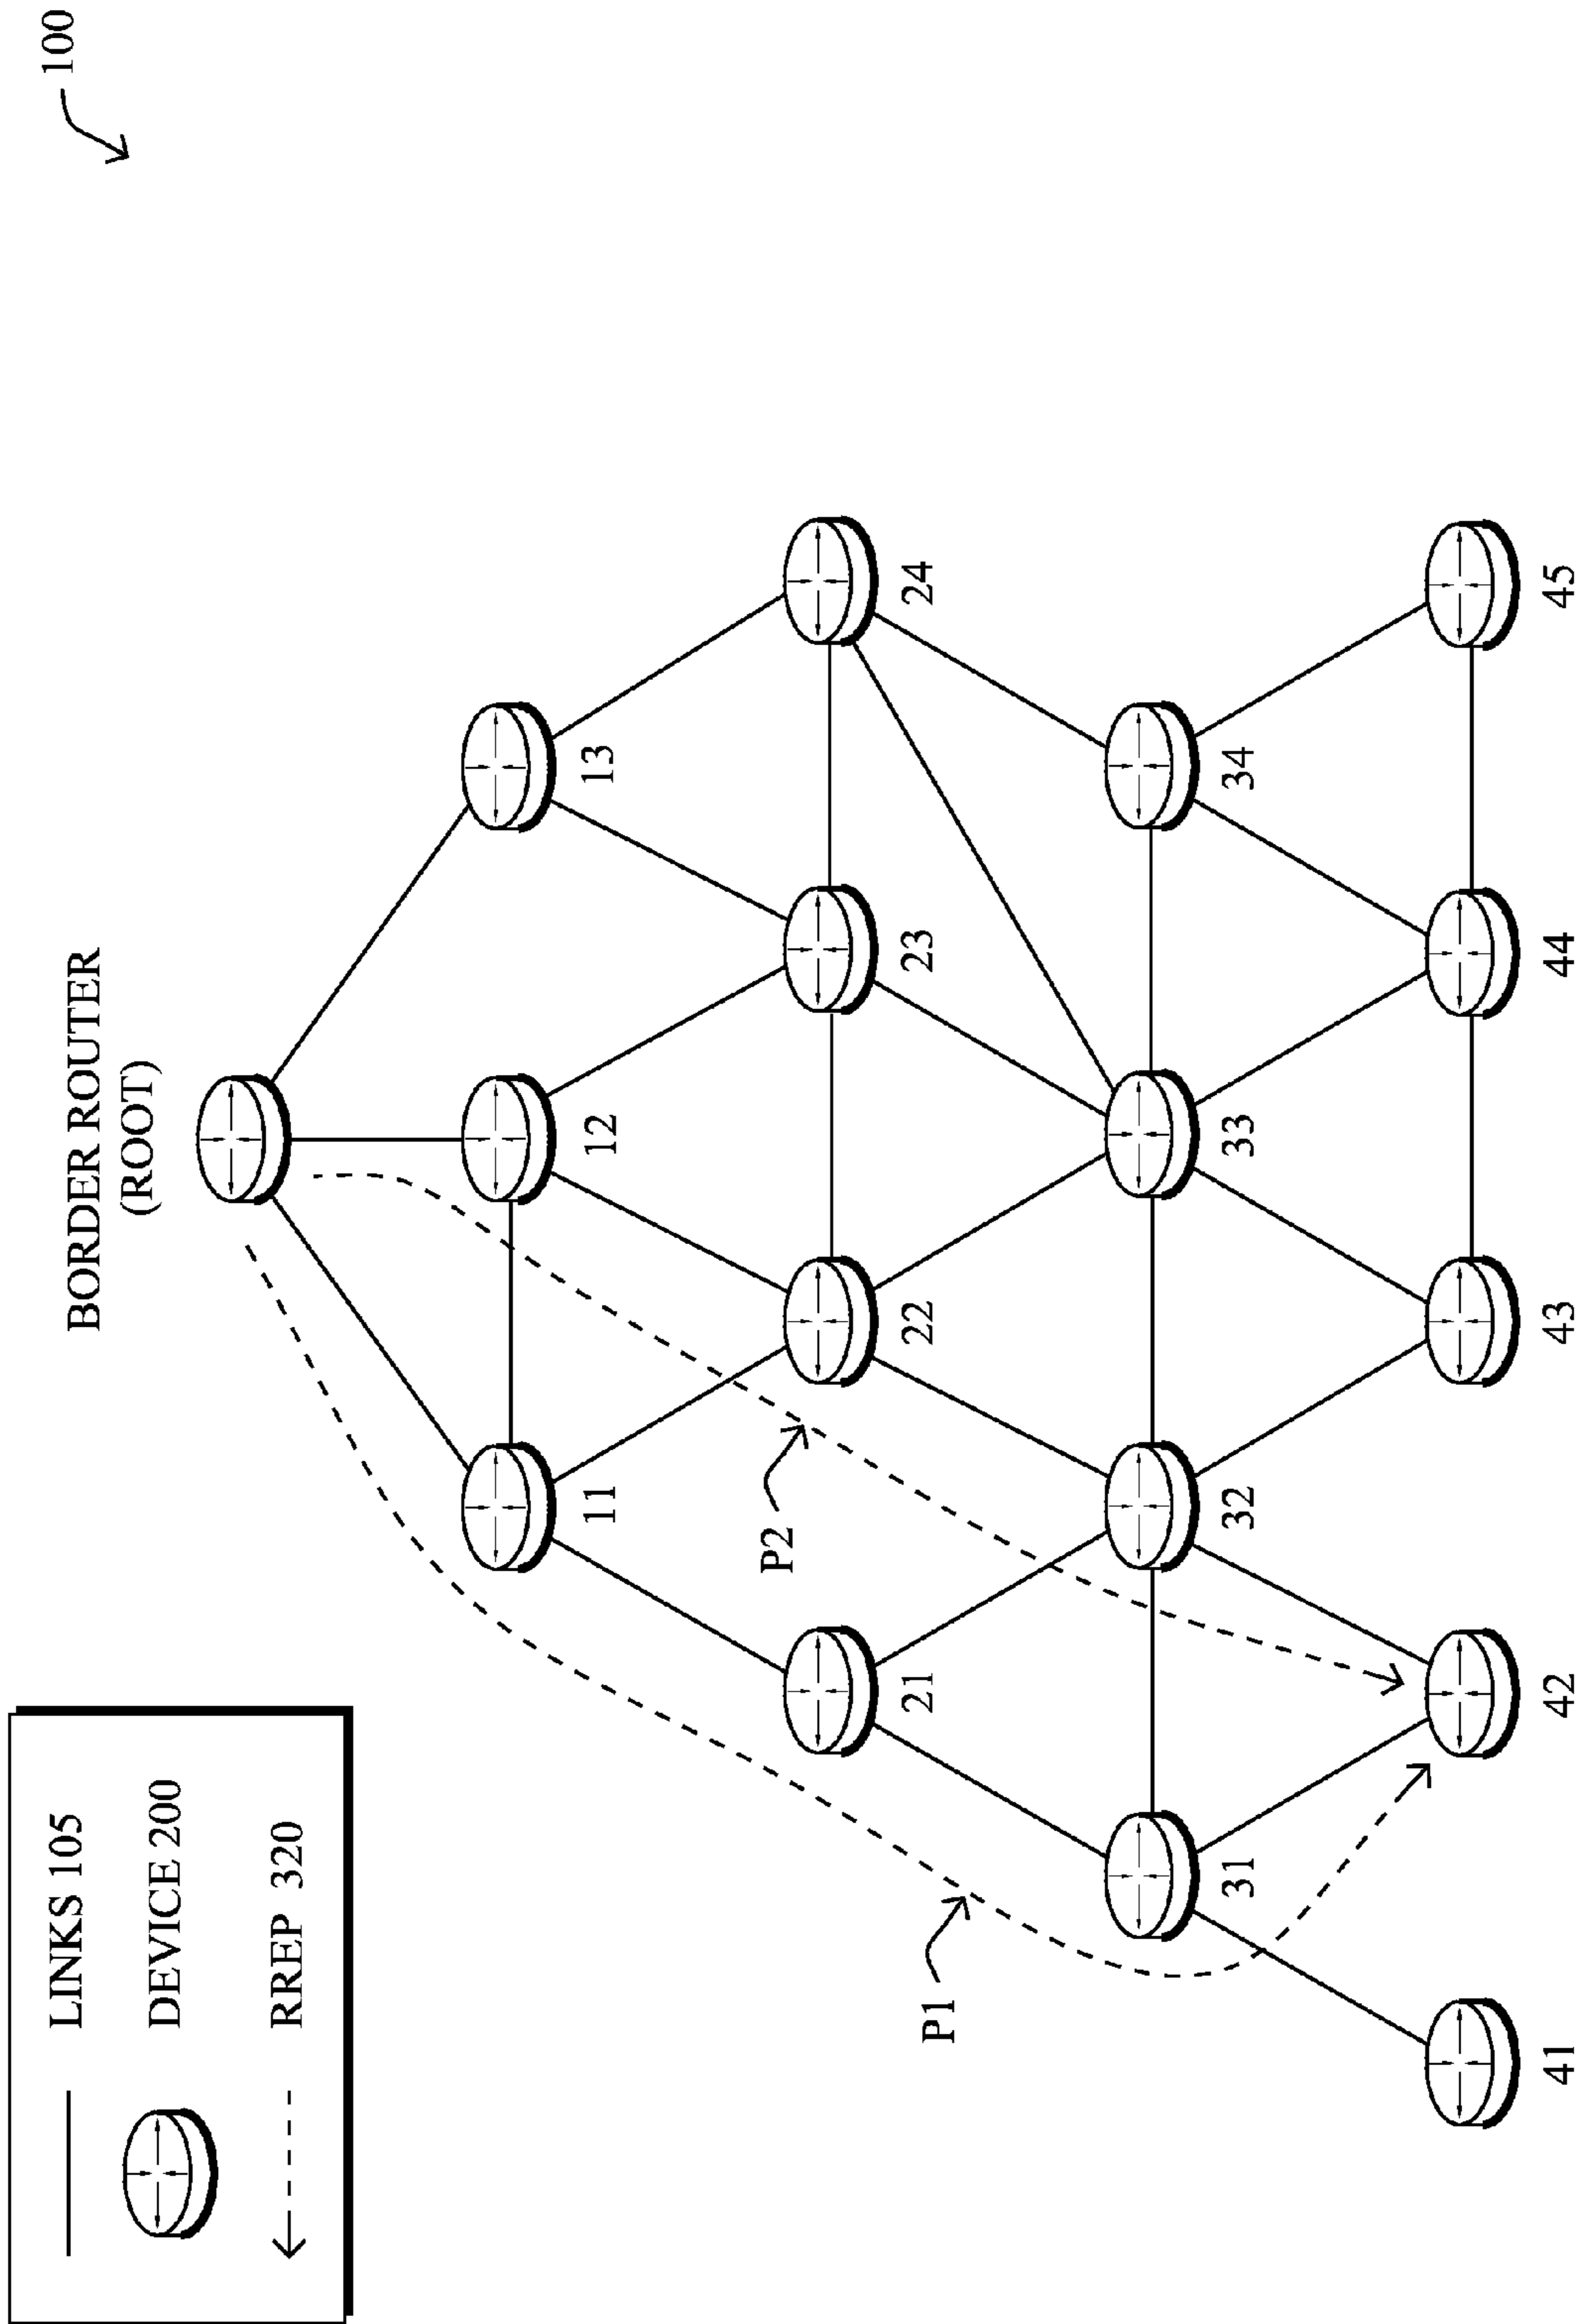 100
BORDER ROUTER
(ROOT)
LINKS 105
DEVICE 200
RREP 320
11
12
13
P2
21
22
23
24
P1
31
32
33
34
41
42
43
44
45